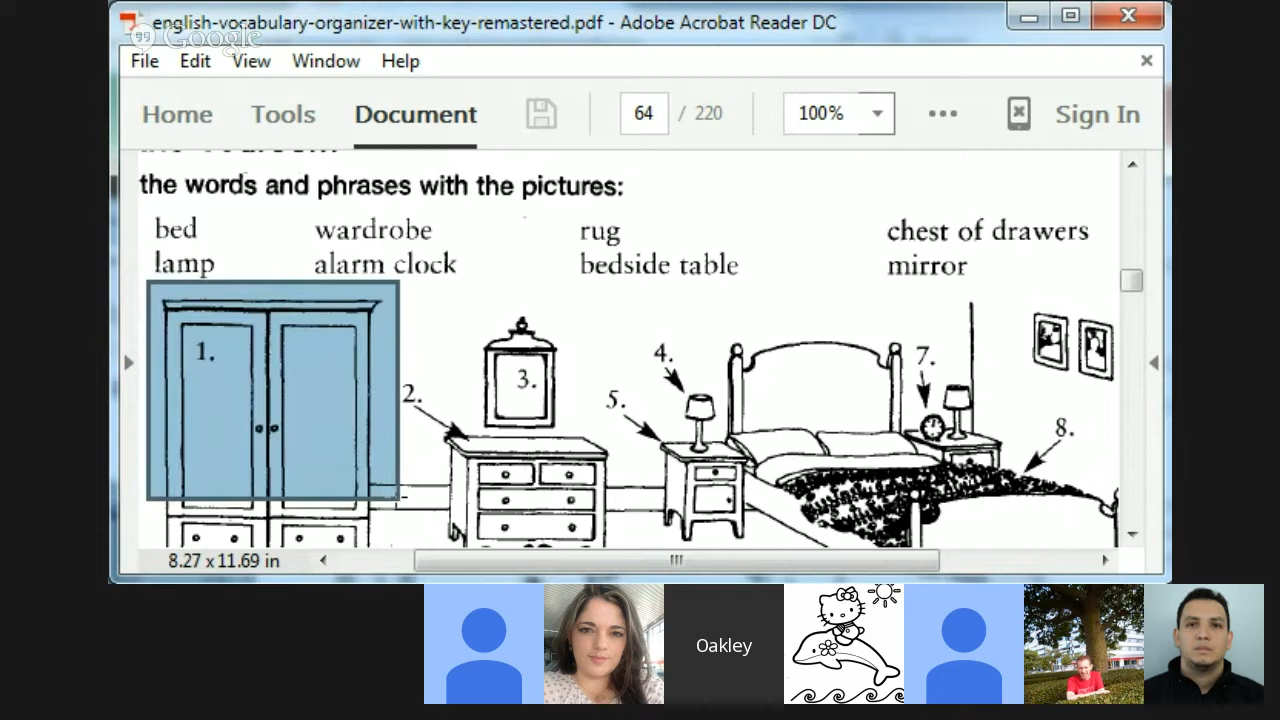 english-vocabulary-organizer-with-key-remastered.pdf - Adobe Acrobat Reader DC
Google
File Edit View Window Help
Home Tools Document 64 / 220 100% Sign In
the words and phrases with the pictures:
bed wardrobe rug chest of drawers
lamp alarm clock bedside table mirror
1.
2.
3.
4.
5.
7.
8.
8.27 x 11.69 in
Oakley